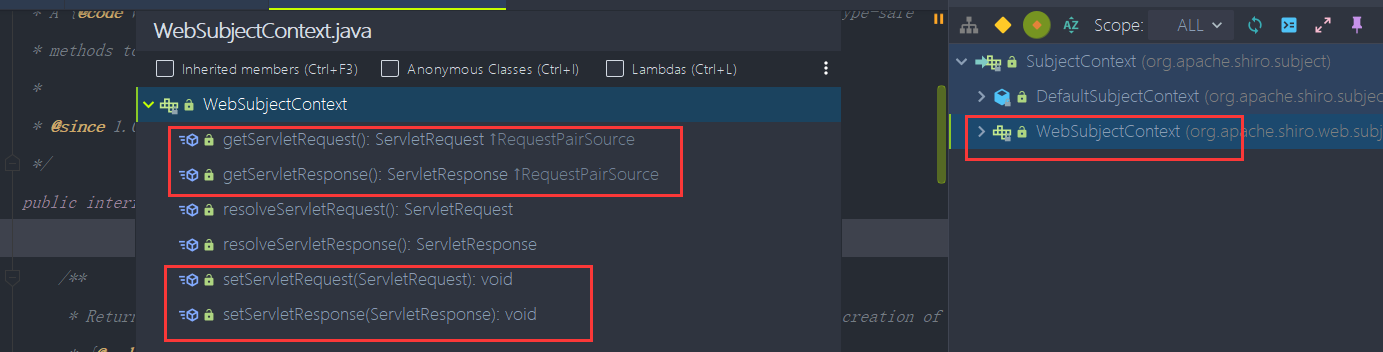 * A {@code
ype-safe
* methods to
*
* @since 1.0
*/
public inter
/**
* Return
creation of
WebSubjectContext.java
Inherited members (Ctrl+F3) Anonymous Classes (Ctrl+I) Lambdas (Ctrl+L)
WebSubjectContext
getServletRequest(): ServletRequest ↑RequestPairSource
getServletResponse(): ServletResponse ↑RequestPairSource
resolveServletRequest(): ServletRequest
resolveServletResponse(): ServletResponse
setServletRequest(ServletRequest): void
setServletResponse(ServletResponse): void
Scope: ALL
SubjectContext (org.apache.shiro.subject)
DefaultSubjectContext (org.apache.shiro.subjec
WebSubjectContext (org.apache.shiro.web.subj